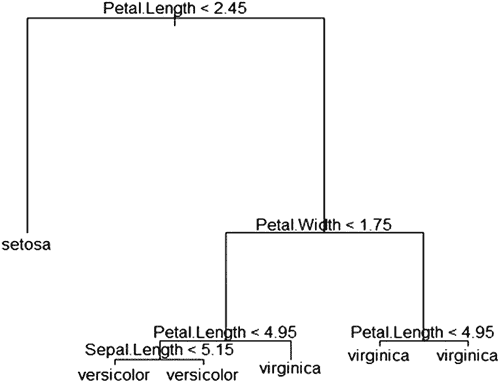 Petal.Length < 2.45
setosa
Petal.Width < 1.75
Petal.Length < 4.95
Petal.Length < 4.95
Sepal.Length < 5.15
virginica
virginica
virginica
versicolor
versicolor